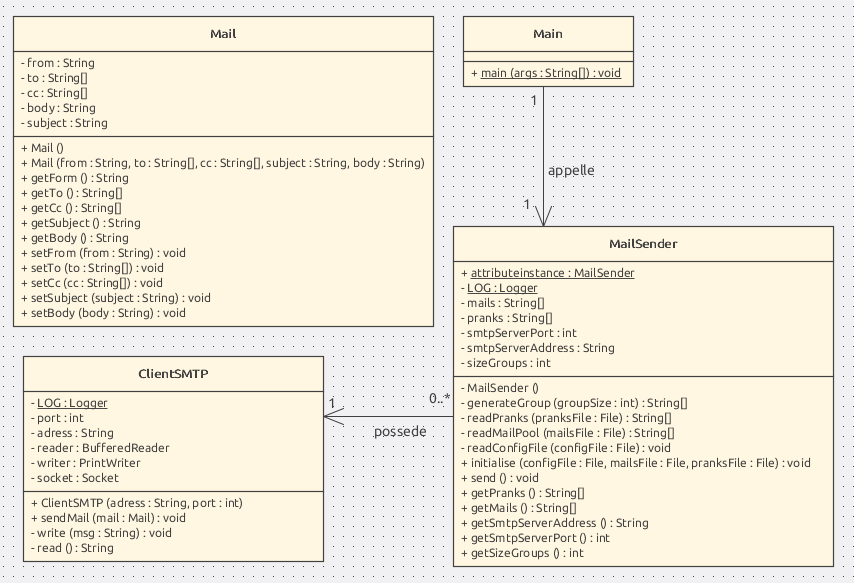 Mail
- from : String
- to : String[]
- cc : String[]
- body : String
- subject : String
+ Mail ()
+ Mail (from : String, to : String[], cc : String[], subject : String, body : String)
+ getForm () : String
+ getTo () : String[]
+ getCc () : String[]
+ getSubject () : String
+ getBody () : String
+ setFrom (from : String) : void
+ setTo (to : String[]) : void
+ setCc (cc : String[]) : void
+ setSubject (subject : String) : void
+ setBody (body : String) : void
Main
+ main (args : String[]) : void
1
appelle
1
MailSender
+ attributeinstance : MailSender
- LOG : Logger
- mails : String[]
- pranks : String[]
- smtpServerPort : int
- smtpServerAddress : String
- sizeGroups : int
- MailSender ()
- generateGroup (groupSize : int) : String[]
- readPranks (pranksFile : File) : String[]
- readMailPool (mailsFile : File) : String[]
- readConfigFile (configFile : File) : void
+ initialise (configFile : File, mailsFile : File, pranksFile : File) : void
+ send () : void
+ getPranks () : String[]
+ getMails () : String[]
+ getSmtpServerAddress () : String
+ getSmtpServerPort () : int
+ getSizeGroups () : int
ClientSMTP
- LOG : Logger
- port : int
- adress : String
- reader : BufferedReader
- writer : PrintWriter
- socket : Socket
+ ClientSMTP (adress : String, port : int)
+ sendMail (mail : Mail) : void
- write (msg : String) : void
- read () : String
1
0..*
possede